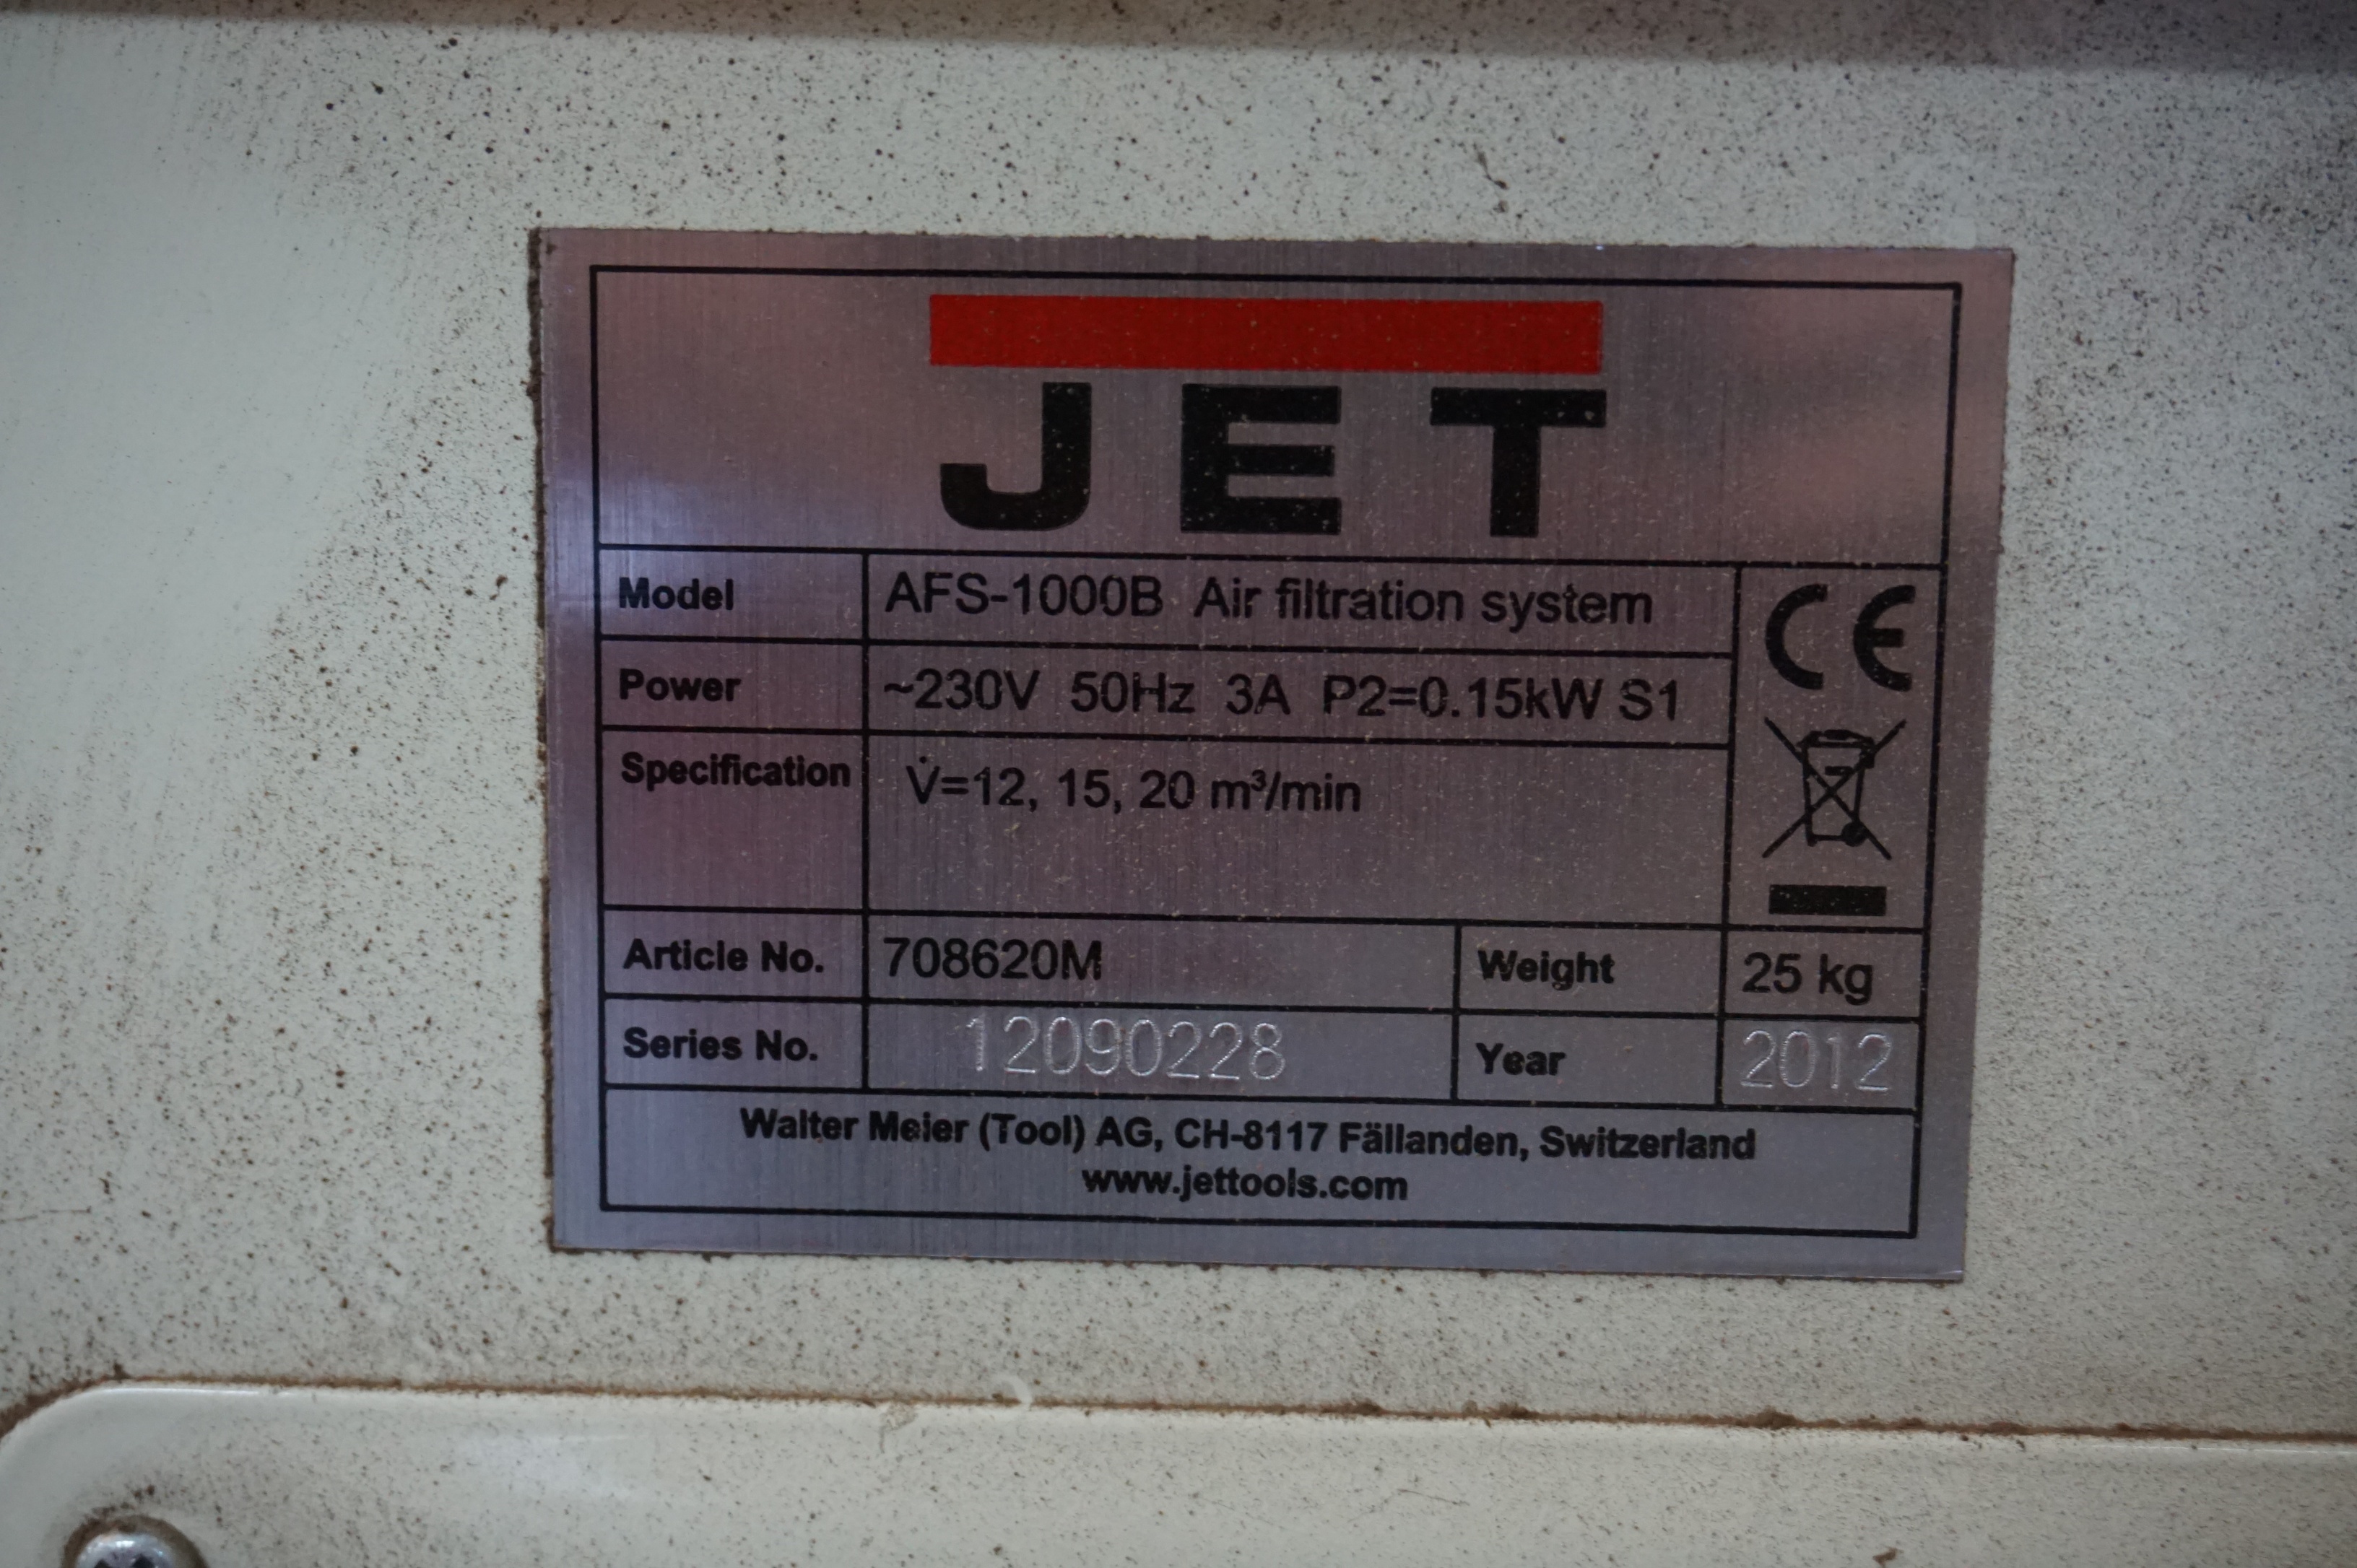 JET
Model AFS-1000B Air filtration system
CE
Power ~230V 50Hz 3A P2=0.15kW S1
Specification V̇=12, 15, 20 m³/min
Article No. 708620M Weight 25 kg
Series No. 12090228 Year 2012
Walter Meier (Tool) AG, CH-8117 Fällanden, Switzerland
www.jettools.com